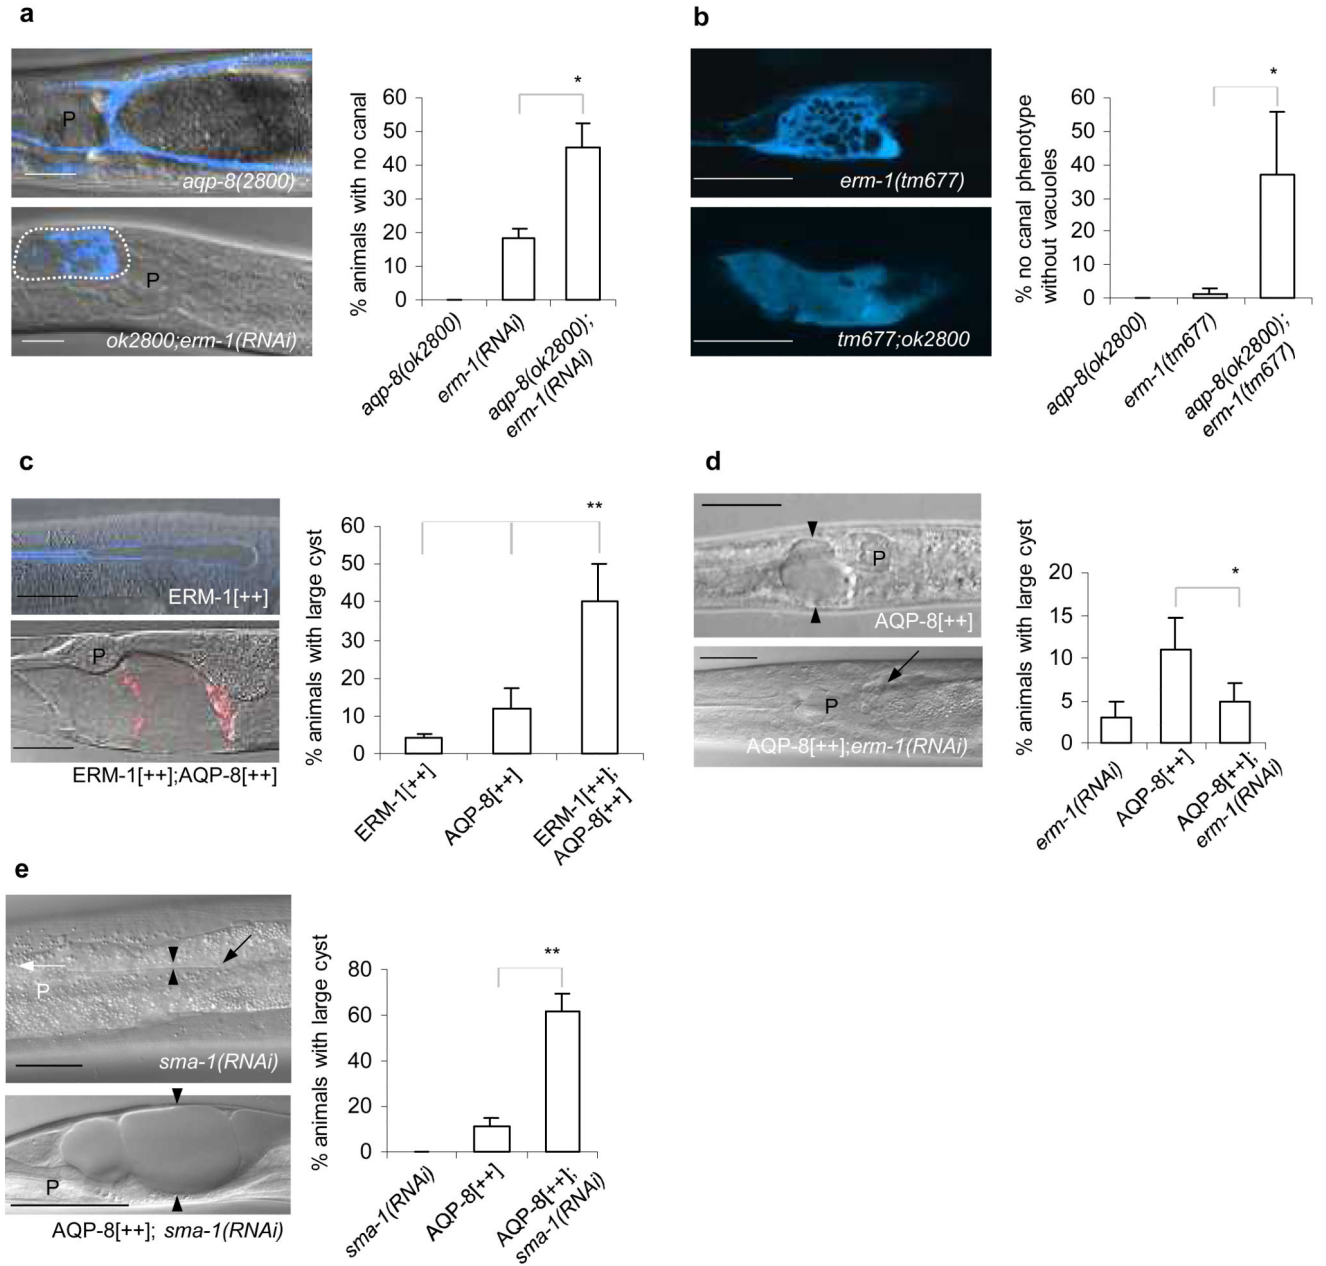 a
P
aqp-8(2800)
P
ok2800;erm-1(RNAi)
% animals with no canal
60
50
40
30
20
10
0
*
aqp-8(ok2800)
erm-1(RNAi)
aqp-8(ok2800);
erm-1(RNAi)
b
erm-1(tm677)
tm677;ok2800
% no canal phenotype
without vacuoles
60
50
40
30
20
10
0
*
aqp-8(ok2800)
erm-1(tm677)
aqp-8(ok2800);
erm-1(tm677)
c
ERM-1[++]
P
ERM-1[++];AQP-8[++]
% animals with large cyst
60
50
40
30
20
10
0
**
ERM-1[++]
AQP-8[++]
ERM-1[++];
AQP-8[++]
d
P
AQP-8[++]
P
AQP-8[++];erm-1(RNAi)
% animals with large cyst
20
15
10
5
0
*
erm-1(RNAi)
AQP-8[++]
AQP-8[++];
erm-1(RNAi)
e
P
sma-1(RNAi)
P
AQP-8[++]; sma-1(RNAi)
% animals with large cyst
80
60
40
20
0
**
sma-1(RNAi)
AQP-8[++]
AQP-8[++];
sma-1(RNAi)